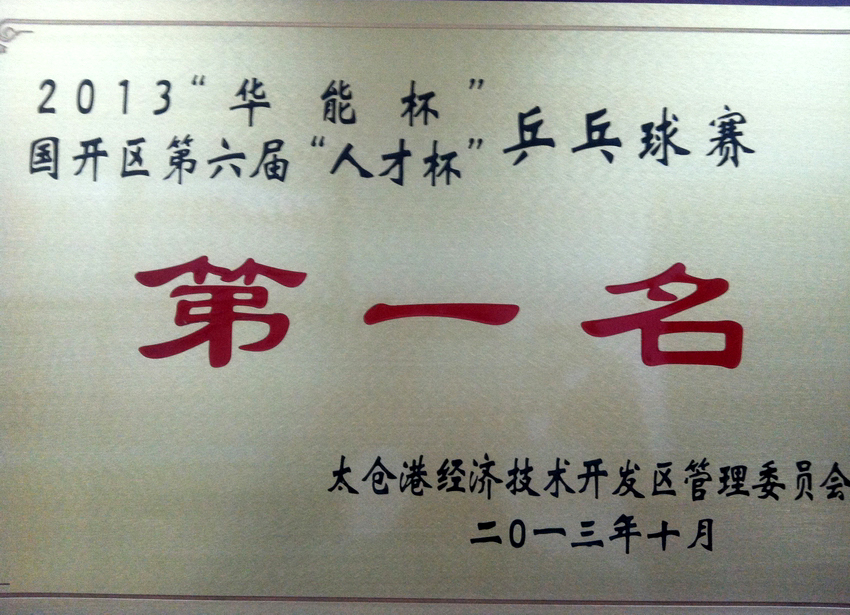 2013“华能杯”
国开区第六届“人才杯”乒乓球赛
第一名
太仓港经济技术开发区管理委员会
二〇一三年十月